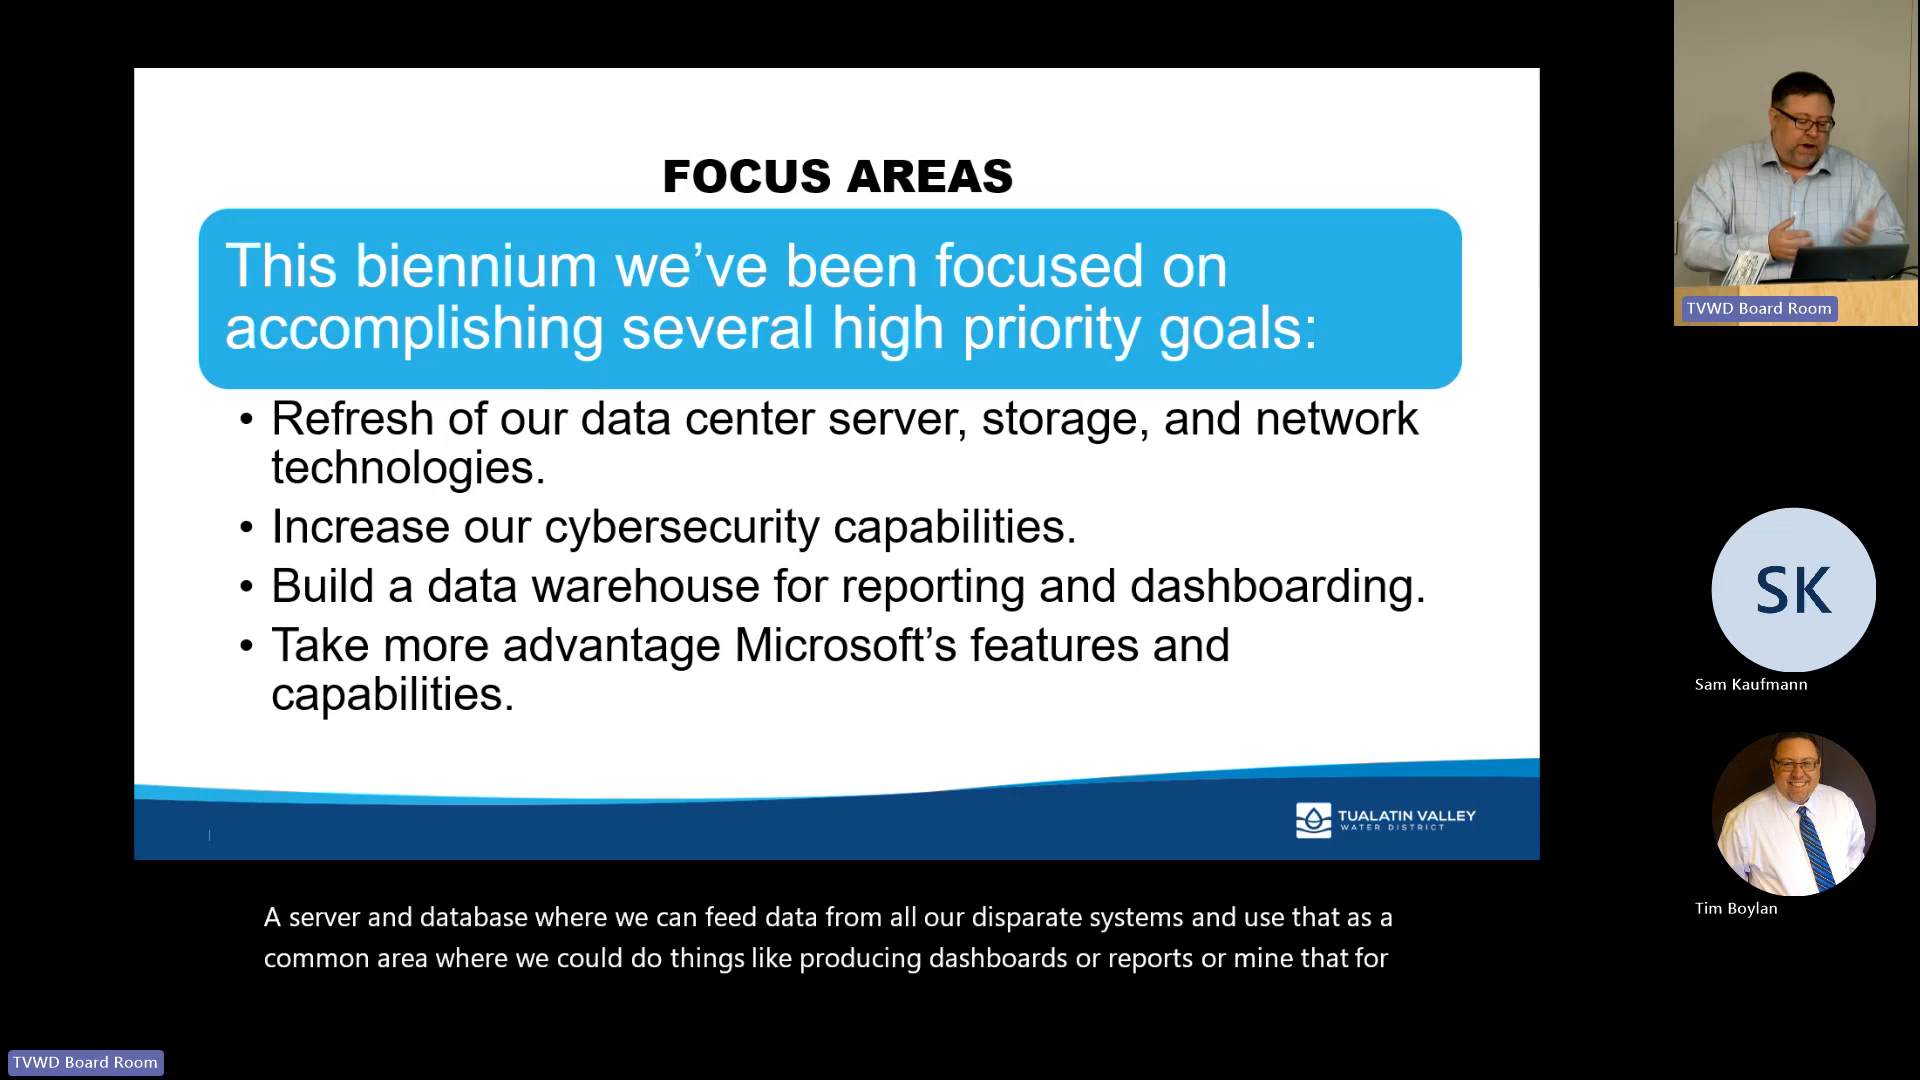 FOCUS AREAS
This biennium we've been focused on
accomplishing several high priority goals:
• Refresh of our data center server, storage, and network
technologies.
• Increase our cybersecurity capabilities.
• Build a data warehouse for reporting and dashboarding.
• Take more advantage Microsoft's features and
capabilities.
TUALATIN VALLEY
WATER DISTRICT
A server and database where we can feed data from all our disparate systems and use that as a
common area where we could do things like producing dashboards or reports or mine that for
TVWD Board Room
TVWD Board Room
SK
Sam Kaufmann
Tim Boylan